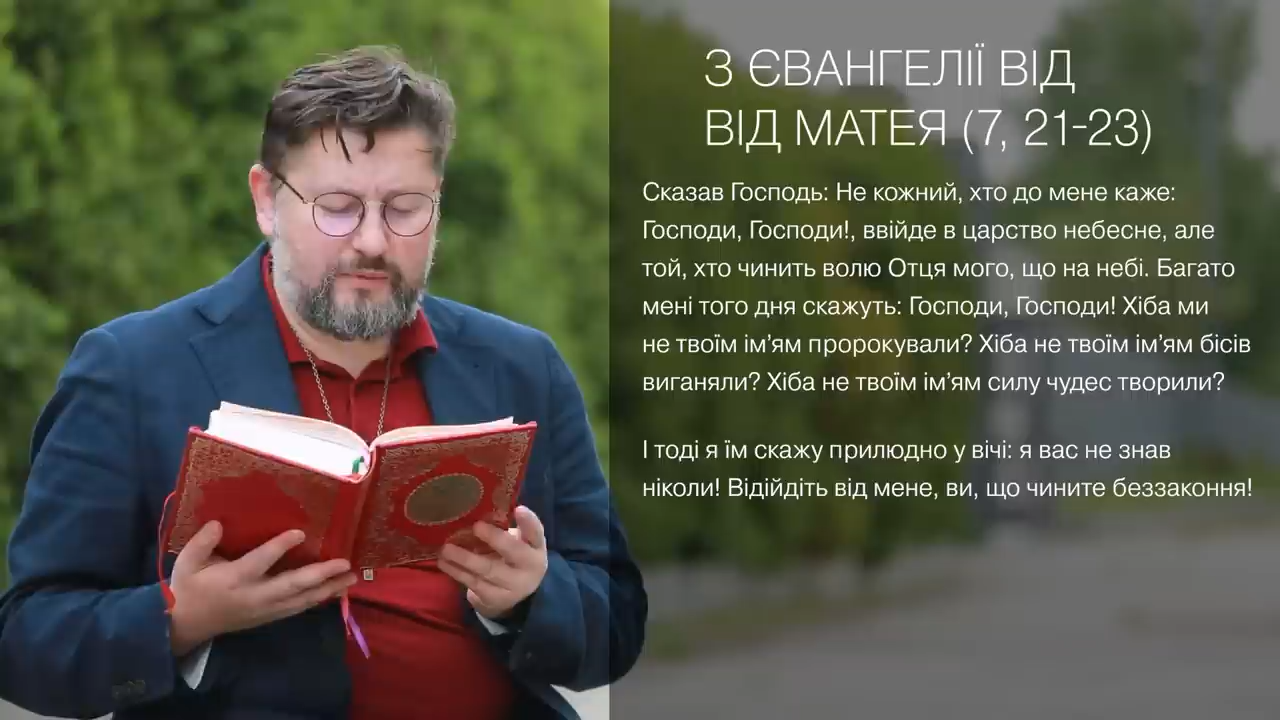 З ЄВАНГЕЛІЇ ВІД
ВІД МАТЕЯ (7, 21-23)
Сказав Господь: Не кожний, хто до мене каже:
Господи, Господи!, ввійде в царство небесне, але
той, хто чинить волю Отця мого, що на небі. Багато
мені того дня скажуть: Господи, Господи! Хіба ми
не твоїм ім’ям пророкували? Хіба не твоїм ім’ям бісів
виганяли? Хіба не твоїм ім’ям силу чудес творили?
І тоді я їм скажу прилюдно у вічі: я вас не знав
ніколи! Відійдіть від мене, ви, що чините беззаконня!